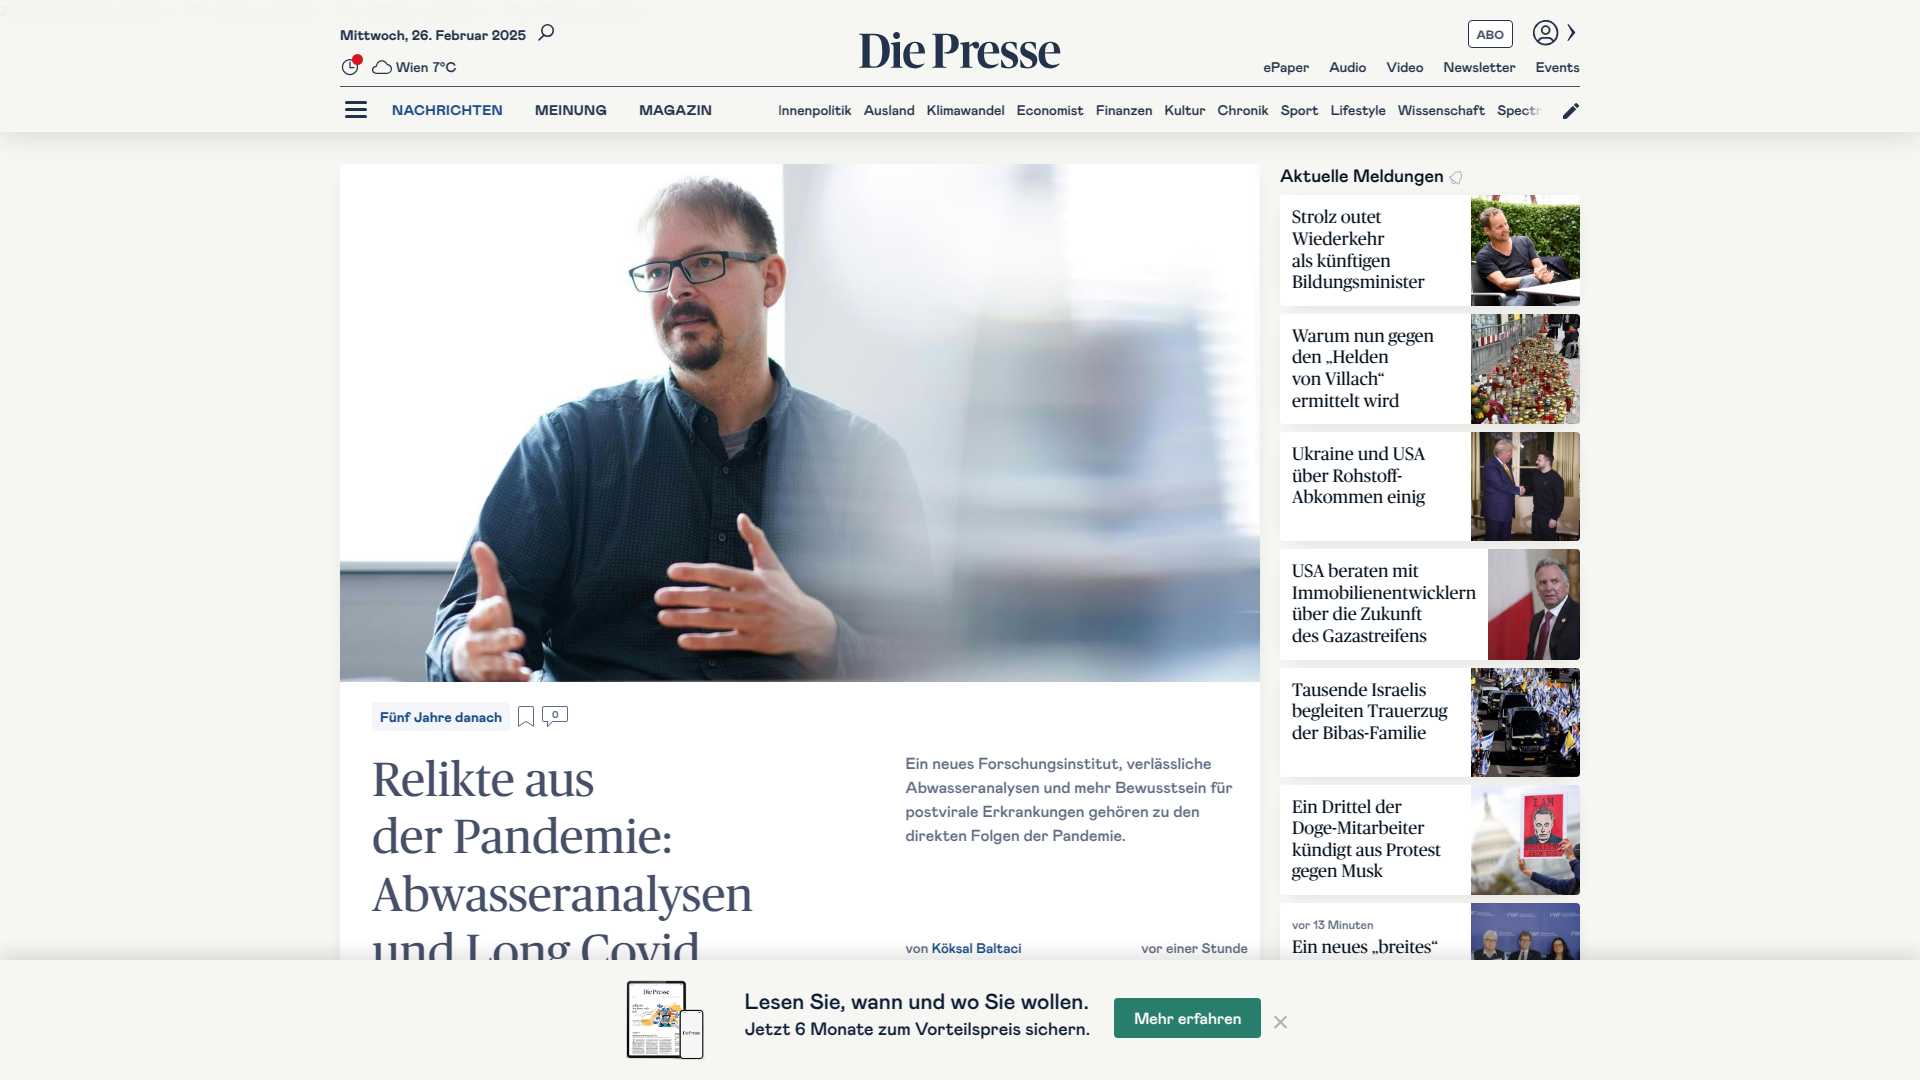 Mittwoch, 26. Februar 2025
Die Presse
ABO
Wien 7°C
ePaper Audio Video Newsletter Events
NACHRICHTEN MEINUNG MAGAZIN
Innenpolitik Ausland Klimawandel Economist Finanzen Kultur Chronik Sport Lifestyle Wissenschaft Spectr
Fünf Jahre danach
0
Relikte aus
der Pandemie:
Abwasseranalysen
und Long Covid
Ein neues Forschungsinstitut, verlässliche
Abwasseranalysen und mehr Bewusstsein für
postvirale Erkrankungen gehören zu den
direkten Folgen der Pandemie.
von Köksal Baltaci
vor einer Stunde
Aktuelle Meldungen
Strolz outet
Wiederkehr
als künftigen
Bildungsminister
Warum nun gegen
den „Helden
von Villach“
ermittelt wird
Ukraine und USA
über Rohstoff-
Abkommen einig
USA beraten mit
Immobilienentwicklern
über die Zukunft
des Gazastreifens
Tausende Israelis
begleiten Trauerzug
der Bibas-Familie
Ein Drittel der
Doge-Mitarbeiter
kündigt aus Protest
gegen Musk
vor 13 Minuten
Ein neues „breites“
Die Presse
Die Presse
Lesen Sie, wann und wo Sie wollen.
Jetzt 6 Monate zum Vorteilspreis sichern.
Mehr erfahren